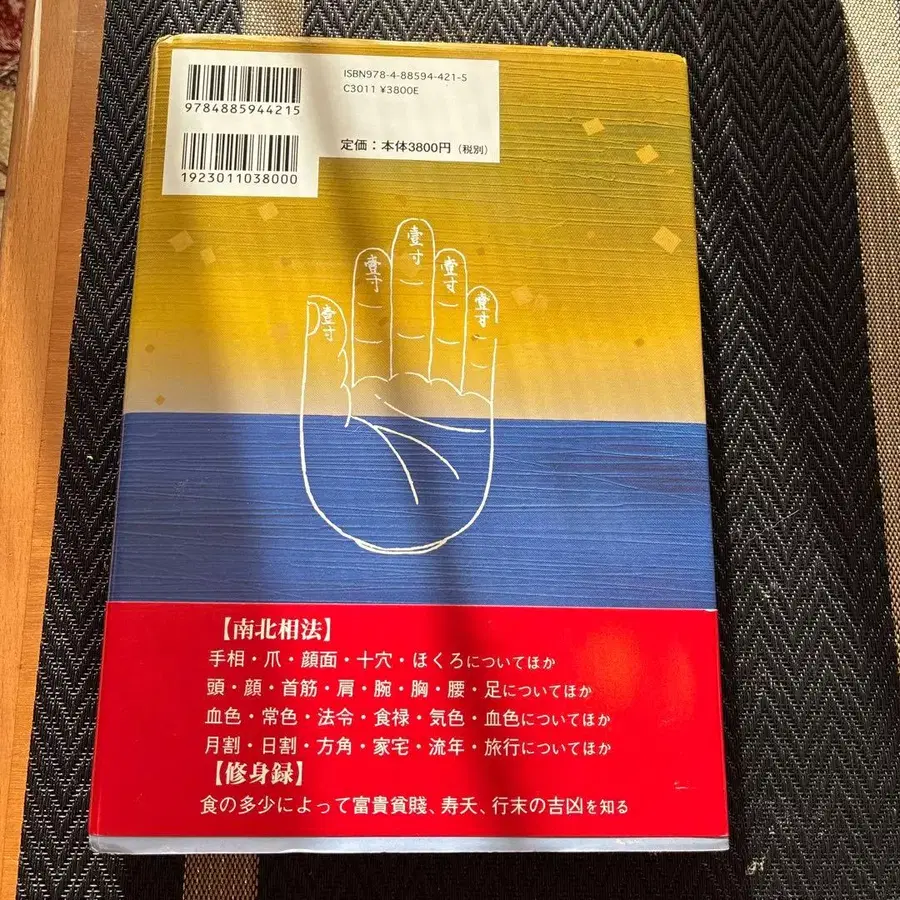 ISBN978-4-88594-421-5
C3011 ¥3800E
9784885944215
定価：本体3800円（税別）
1923011038000
壹寸
壹寸
壹寸
壹寸
壹寸
【南北相法】
手相・爪・顔面・十穴・ほくろについてほか
頭・顔・首筋・肩・腕・胸・腰・足についてほか
血色・常色・法令・食禄・気色・血色についてほか
月割・日割・方角・家宅・流年・旅行についてほか
【修身録】
食の多少によって富貴貧賤、寿夭、行末の吉凶を知る